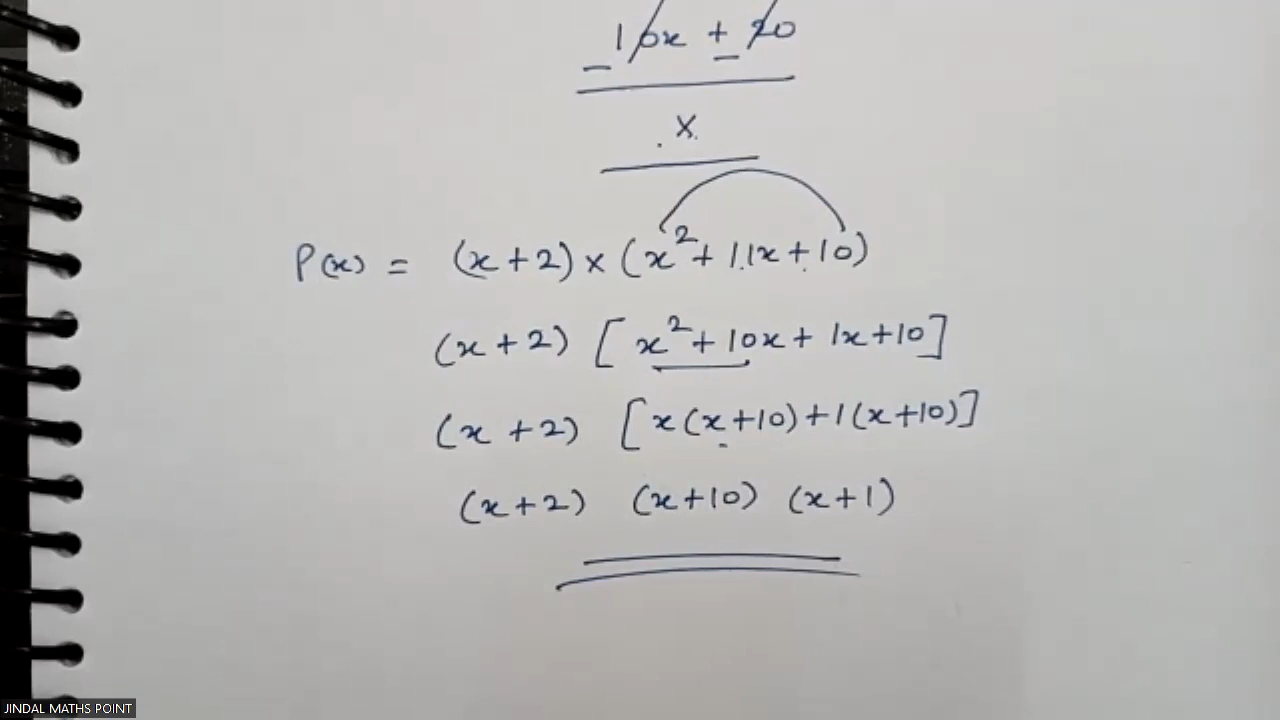 10x + 20
x
P(x) = (x+2) × (x²+11x+10)
(x+2) [x²+10x+1x+10]
(x+2) [x(x+10)+1(x+10)]
(x+2) (x+10) (x+1)
JINDAL MATHS POINT